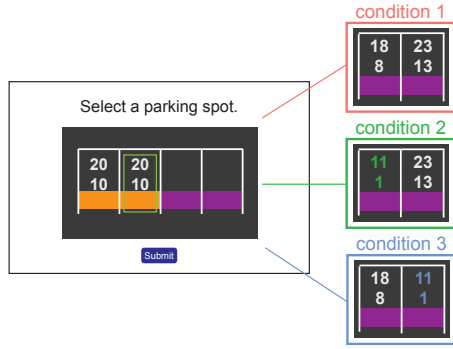 condition 1
18 23
8 13
Select a parking spot.
20 20
10 10
Submit
condition 2
11 23
1 13
condition 3
18 11
8 1